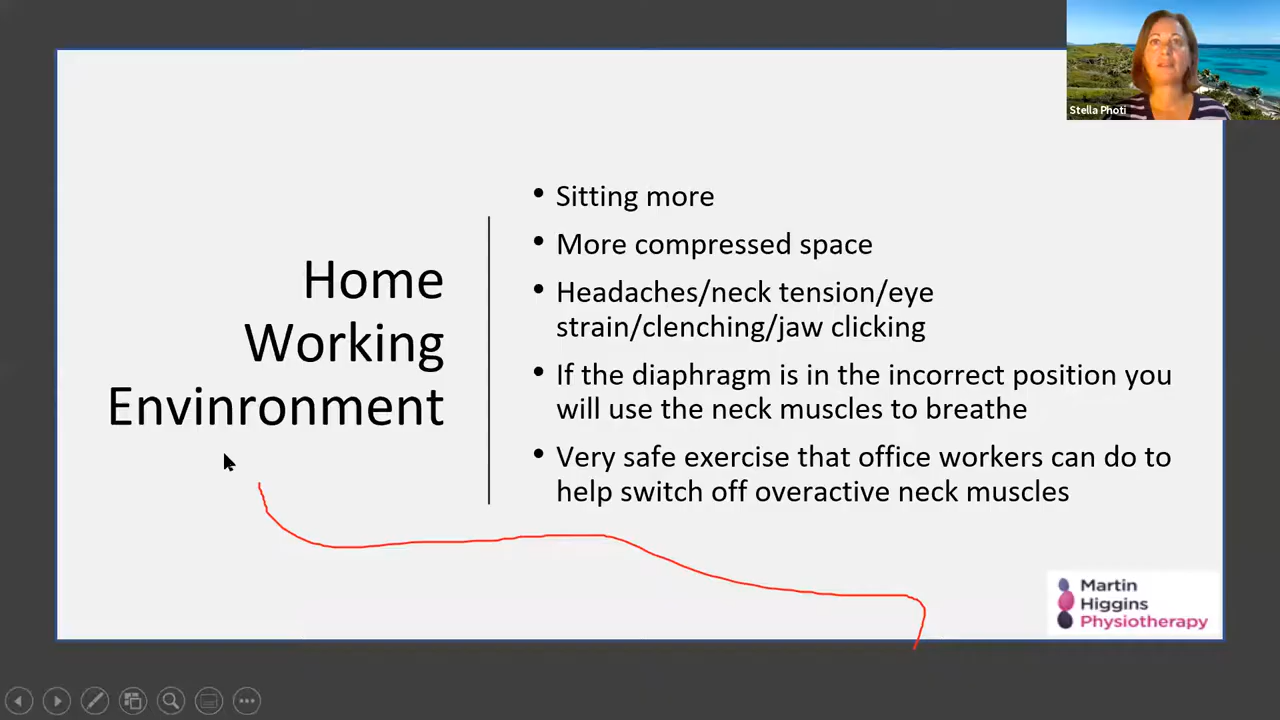 Stella Photi
Home
Working
Envinronment
• Sitting more
• More compressed space
• Headaches/neck tension/eye
strain/clenching/jaw clicking
• If the diaphragm is in the incorrect position you
will use the neck muscles to breathe
• Very safe exercise that office workers can do to
help switch off overactive neck muscles
Martin
Higgins
Physiotherapy